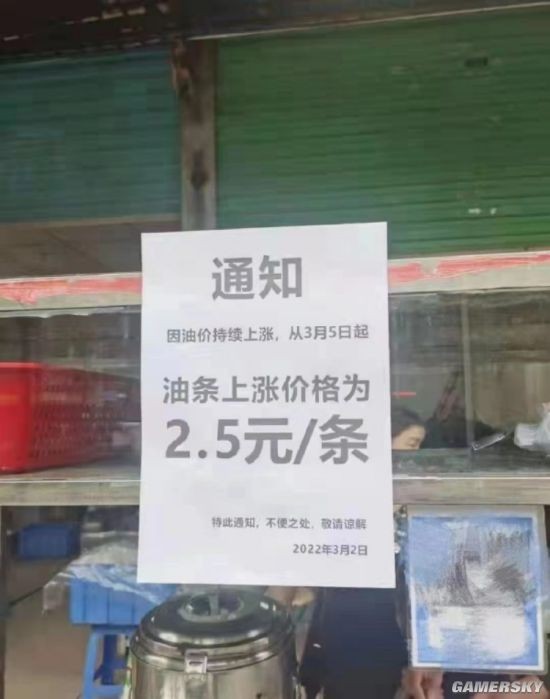 通知
因油价持续上涨，从3月5日起
油条上涨价格为
2.5元/条
特此通知，不便之处，敬请谅解
2022年3月2日
GAMERSKY